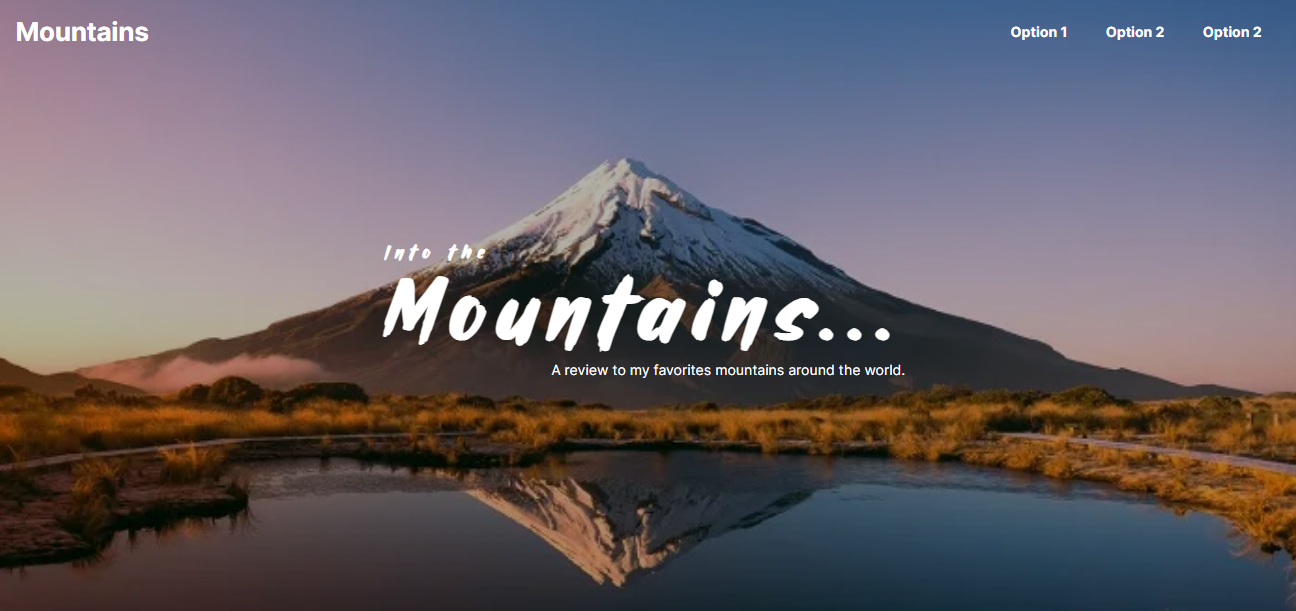 Mountains
Option 1 Option 2 Option 2
Into the
Mountains...
A review to my favorites mountains around the world.